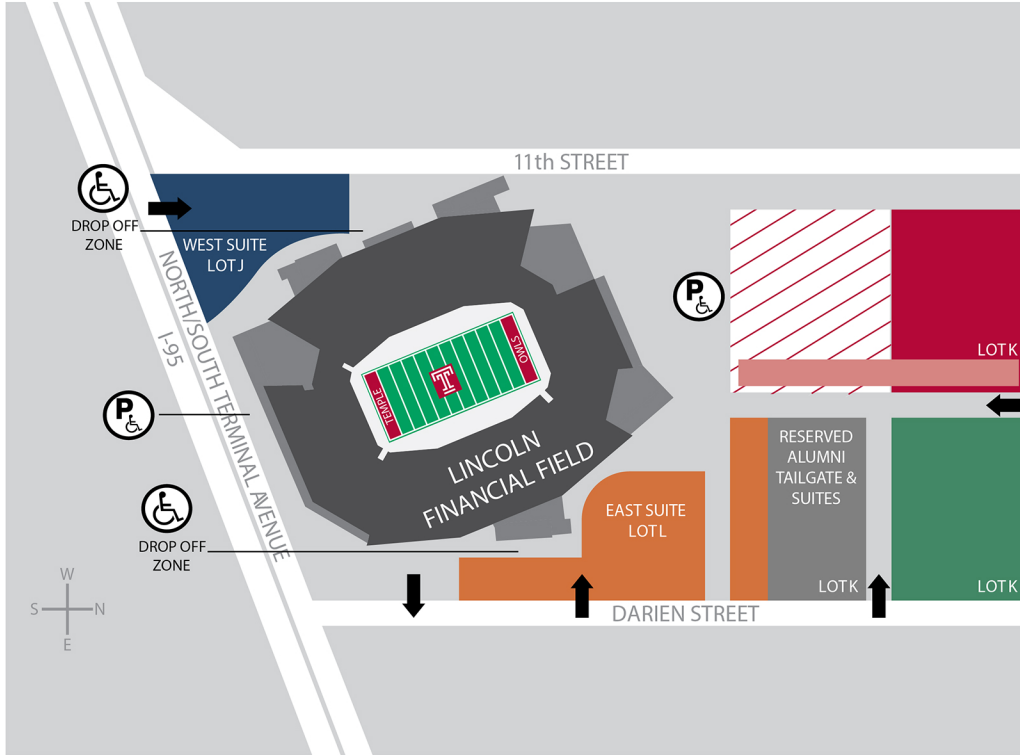 11th STREET
DROP OFF
ZONE
WEST SUITE
LOT J
NORTH/SOUTH TERMINAL AVENUE
I-95
P
P
LOT K
TEMPLE
T
OWLS
LINCOLN
FINANCIAL FIELD
RESERVED
ALUMNI
TAILGATE &
SUITES
EAST SUITE
LOT L
DROP OFF
ZONE
LOT K
LOT K
DARIEN STREET
W
S
N
E